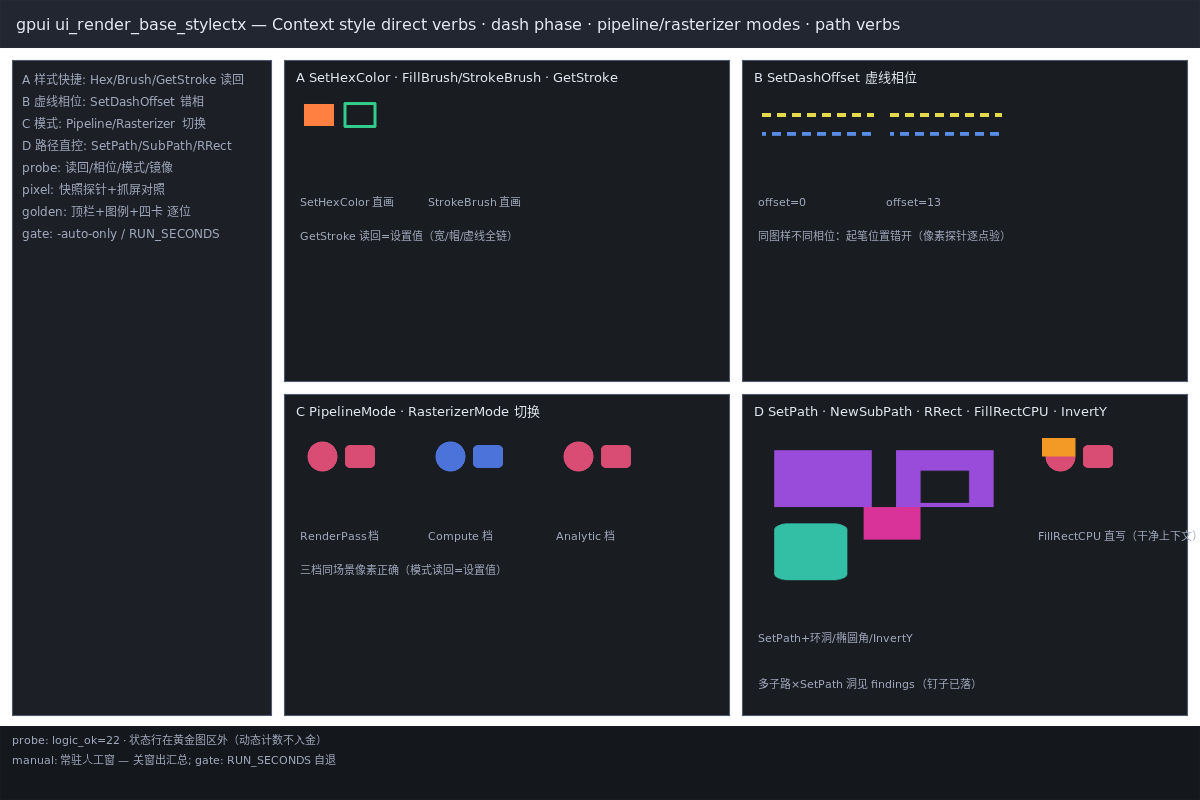 gpui ui_render_base_stylectx — Context style direct verbs · dash phase · pipeline/rasterizer modes · path verbs
A 样式快捷: Hex/Brush/GetStroke 读回
B 虚线相位: SetDashOffset 错相
C 模式: Pipeline/Rasterizer 切换
D 路径直控: SetPath/SubPath/RRect
probe: 读回/相位/模式/镜像
pixel: 快照探针+抓屏对照
golden: 顶栏+图例+四卡 逐位
gate: -auto-only / RUN_SECONDS
A SetHexColor · FillBrush/StrokeBrush · GetStroke
SetHexColor 直画
StrokeBrush 直画
GetStroke 读回=设置值（宽/帽/虚线全链）
B SetDashOffset 虚线相位
offset=0
offset=13
同图样不同相位：起笔位置错开（像素探针逐点验）
C PipelineMode · RasterizerMode 切换
RenderPass 档
Compute 档
Analytic 档
三档同场景像素正确（模式读回=设置值）
D SetPath · NewSubPath · RRect · FillRectCPU · InvertY
FillRectCPU 直写（干净上下文）
SetPath+环洞/椭圆角/InvertY
多子路×SetPath 洞见 findings（钉子已落）
probe: logic_ok=22 · 状态行在黄金图区外（动态计数不入金）
manual: 常驻人工窗 — 关窗出汇总; gate: RUN_SECONDS 自退